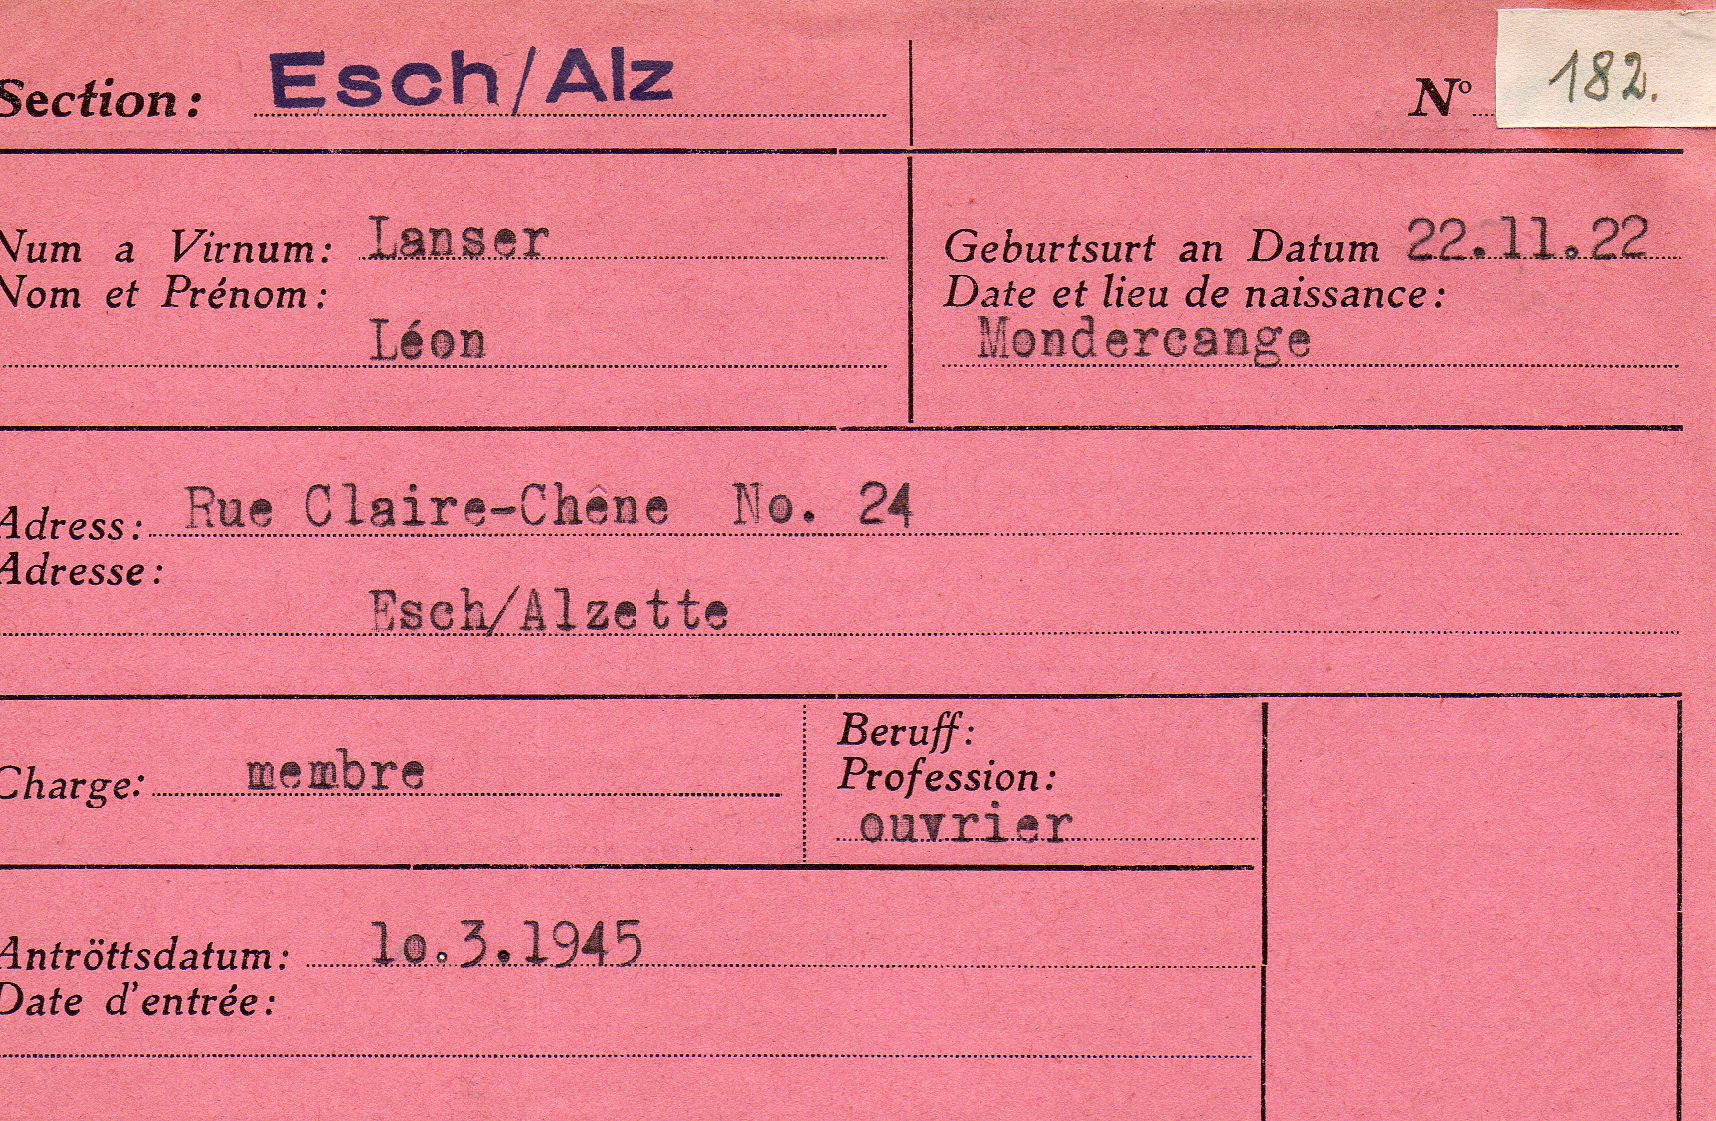 Section: Esch/Alz N° 182.
Num a Virnum: Lanser
Nom et Prénom:
Léon
Geburtsurt an Datum 22.11.22
Date et lieu de naissance:
Mondercange
Adress: Rue Claire-Chêne No. 24
Adresse:
Esch/Alzette
Charge: membre
Beruff:
Profession:
ouvrier
Antröttsdatum: lo.3.1945
Date d'entrée: